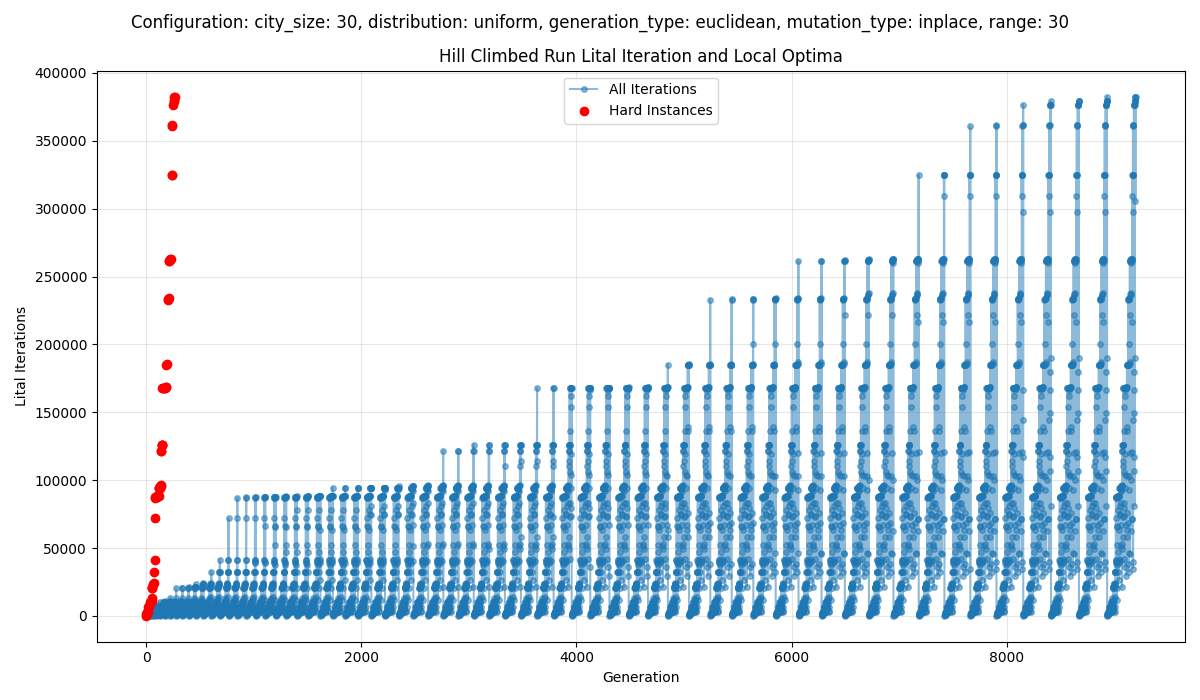 Configuration: city_size: 30, distribution: uniform, generation_type: euclidean, mutation_type: inplace, range: 30
Hill Climbed Run Lital Iteration and Local Optima
All Iterations
Hard Instances
400000
350000
300000
250000
200000
150000
100000
50000
0
Lital Iterations
0 2000 4000 6000 8000
Generation